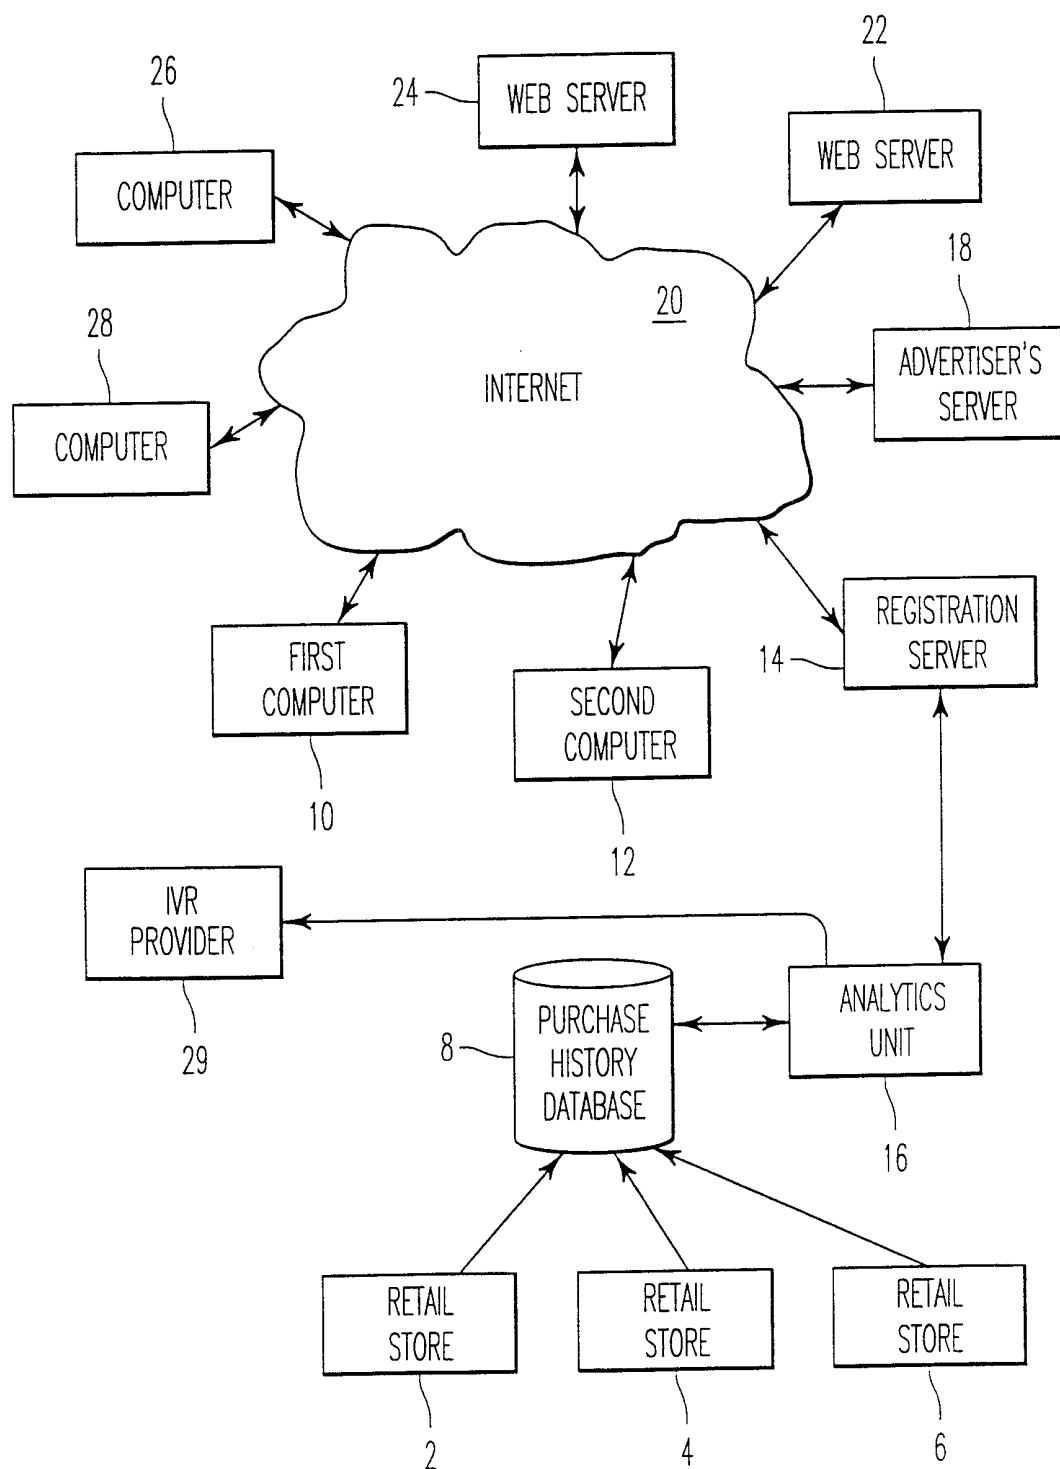 26
24
WEB SERVER
22
COMPUTER
WEB SERVER
20
18
28
INTERNET
ADVERTISER'S
SERVER
COMPUTER
FIRST
COMPUTER
10
SECOND
COMPUTER
12
14
REGISTRATION
SERVER
IVR
PROVIDER
29
8
PURCHASE
HISTORY
DATABASE
ANALYTICS
UNIT
16
RETAIL
STORE
2
RETAIL
STORE
4
RETAIL
STORE
6